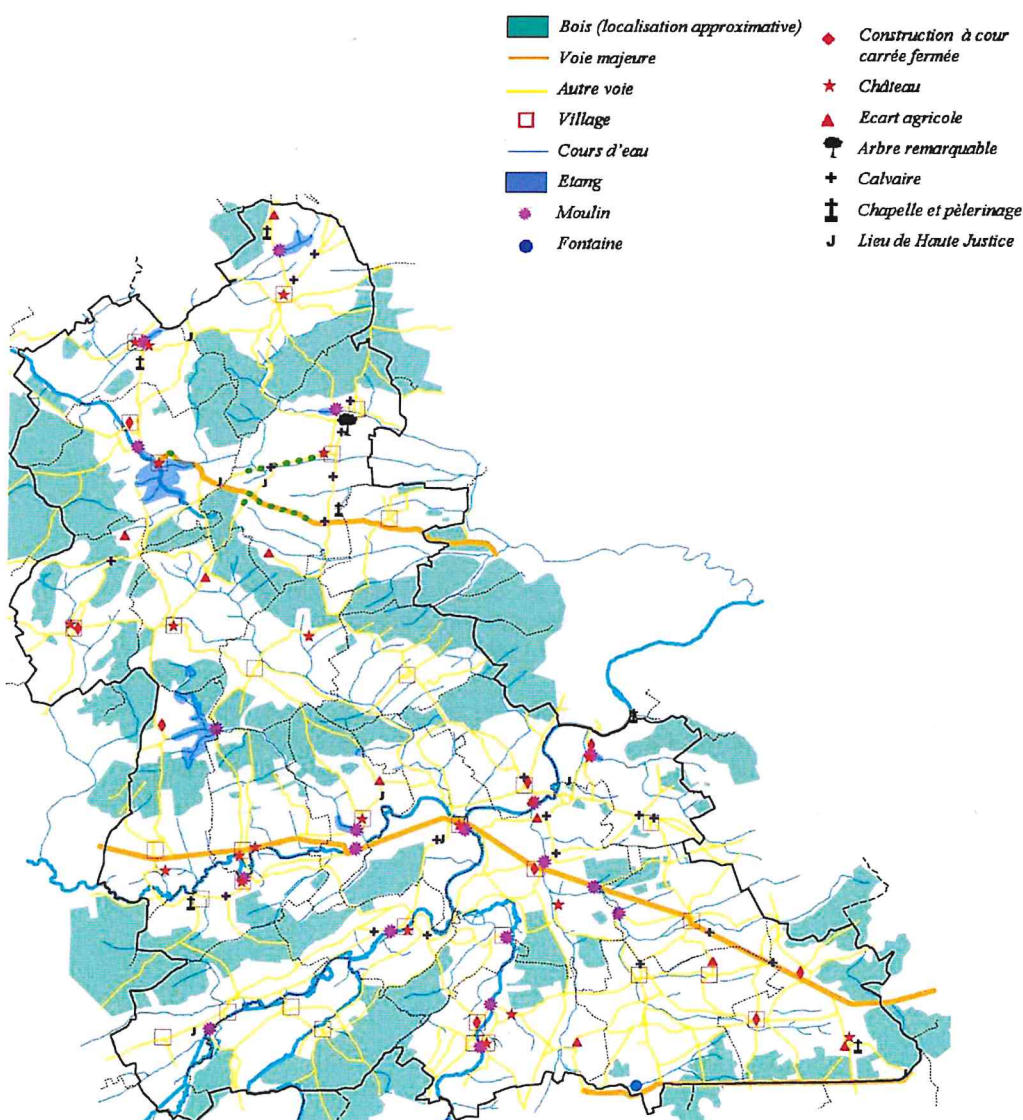 Bois (localisation approximative)
Voie majeure
Autre voie
Village
Cours d'eau
Etang
Moulin
Fontaine
Construction à cour
carrée fermée
Château
Ecart agricole
Arbre remarquable
Calvaire
Chapelle et pèlerinage
J Lieu de Haute Justice
J
J
J
J
J
J
J
J